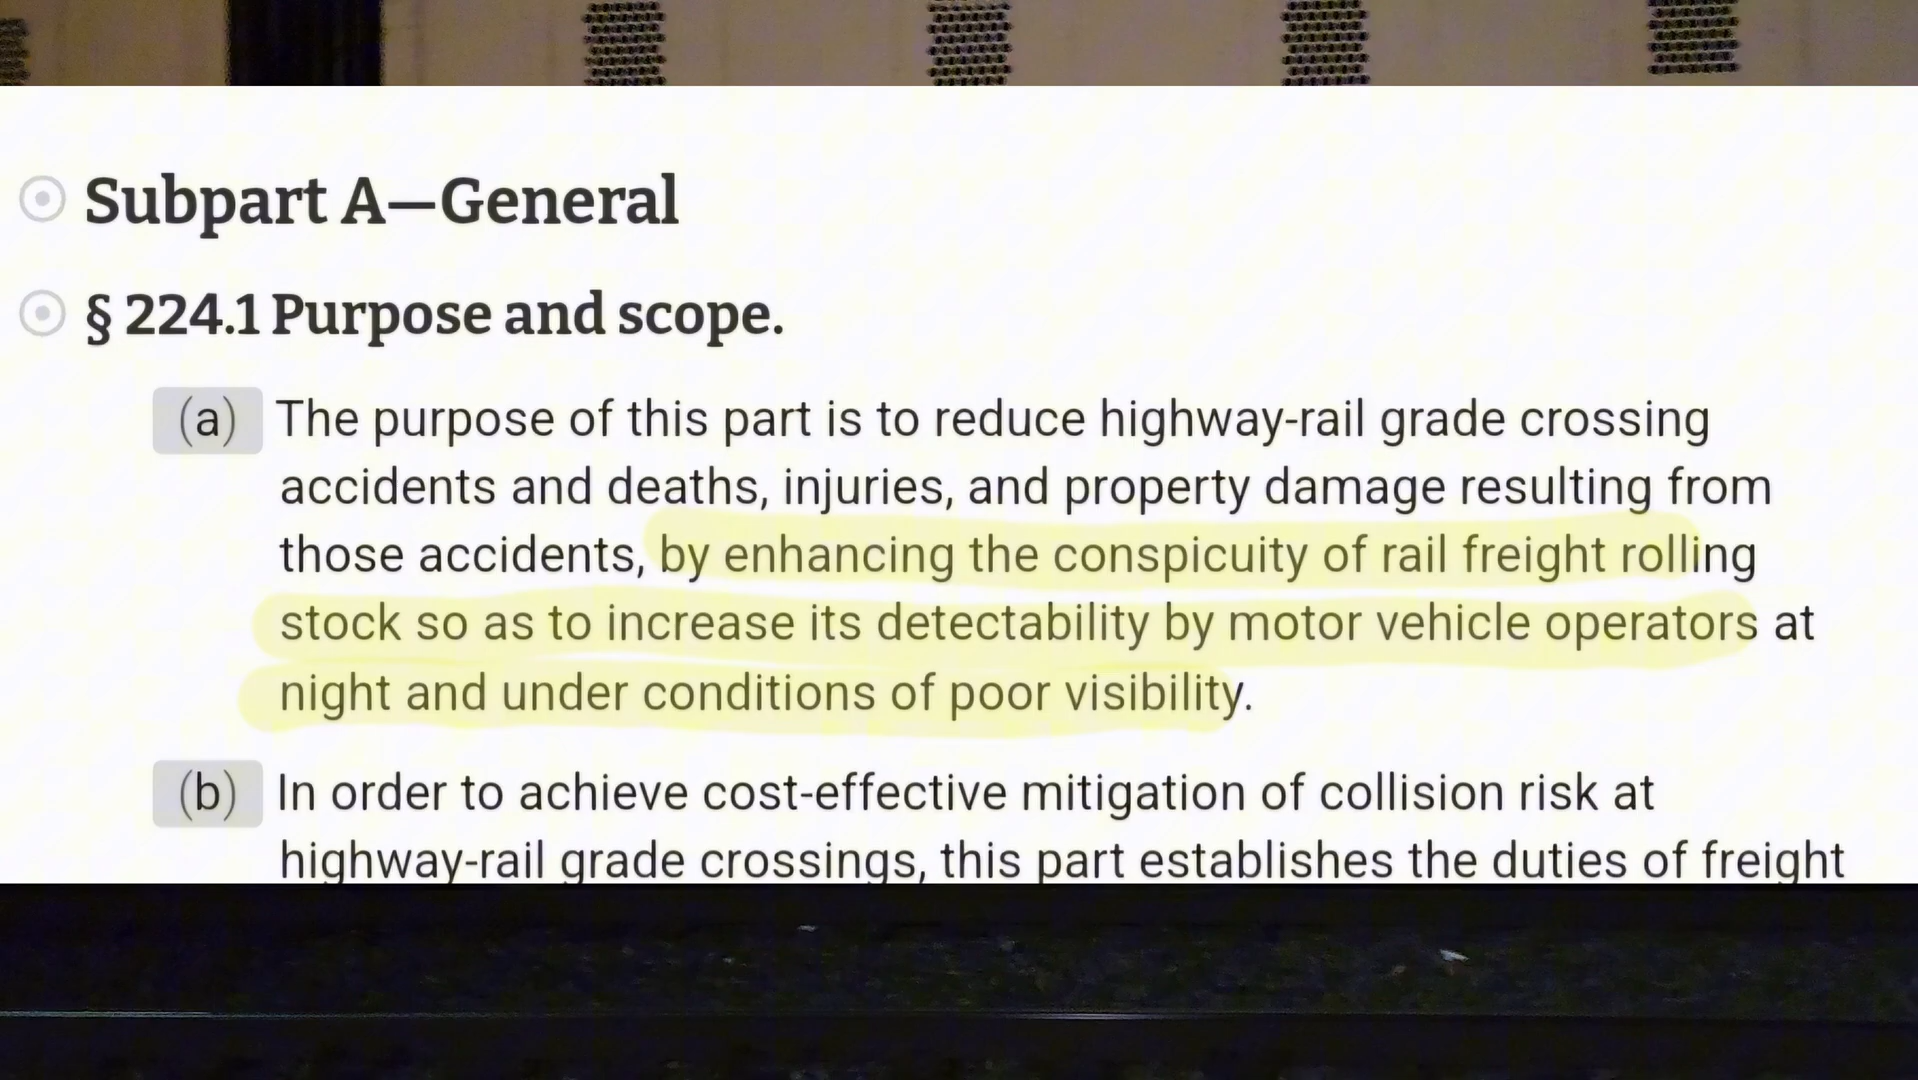 Subpart A—General
§ 224.1 Purpose and scope.
(a) The purpose of this part is to reduce highway-rail grade crossing
accidents and deaths, injuries, and property damage resulting from
those accidents, by enhancing the conspicuity of rail freight rolling
stock so as to increase its detectability by motor vehicle operators at
night and under conditions of poor visibility.
(b) In order to achieve cost-effective mitigation of collision risk at
highway-rail grade crossings, this part establishes the duties of freight